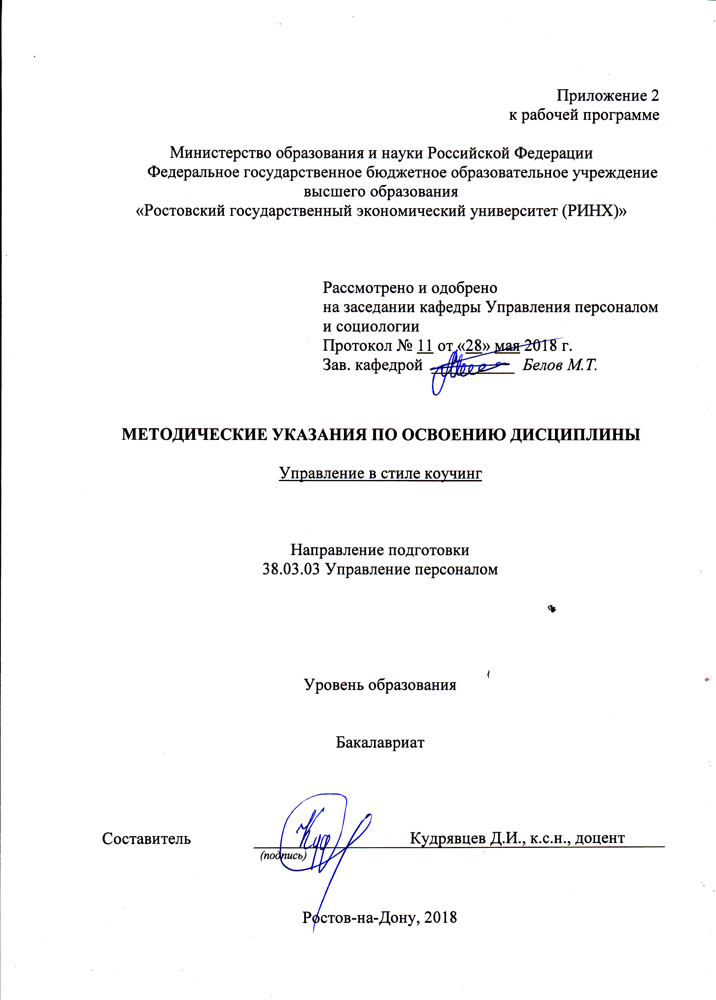 Приложение 2
к рабочей программе
Министерство образования и науки Российской Федерации
Федеральное государственное бюджетное образовательное учреждение
высшего образования
«Ростовский государственный экономический университет (РИНХ)»
Рассмотрено и одобрено
на заседании кафедры Управления персоналом
и социологии
Протокол № 11 от «28» мая 2018 г.
Зав. кафедрой Белов М.Т.
МЕТОДИЧЕСКИЕ УКАЗАНИЯ ПО ОСВОЕНИЮ ДИСЦИПЛИНЫ
Управление в стиле коучинг
Направление подготовки
38.03.03 Управление персоналом
Уровень образования
Бакалавриат
Составитель Кудрявцев Д.И., к.с.н., доцент
(подпись)
Ростов-на-Дону, 2018